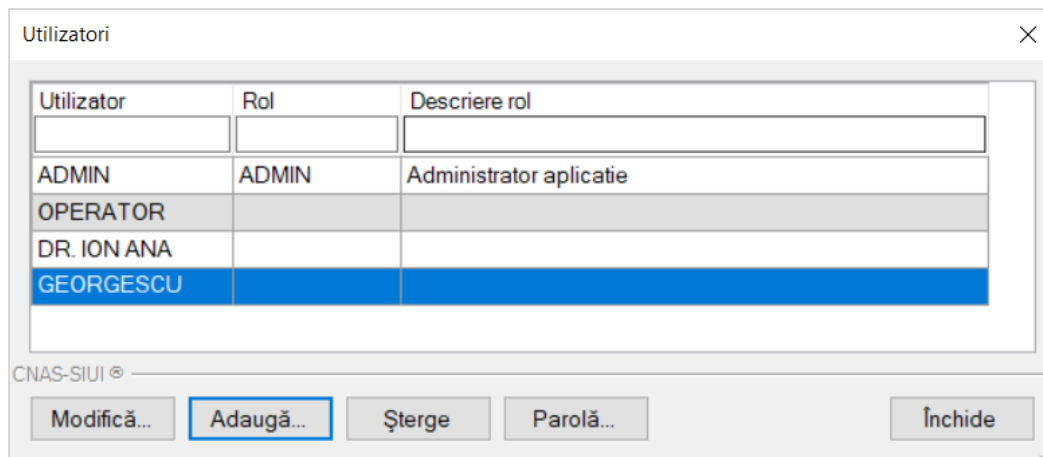 Utilizatori
Utilizator Rol Descriere rol
ADMIN ADMIN Administrator aplicatie
OPERATOR
DR. ION ANA
GEORGESCU
CNAS-SIUI ®
Modifică... Adaugă... Şterge Parolă... Închide